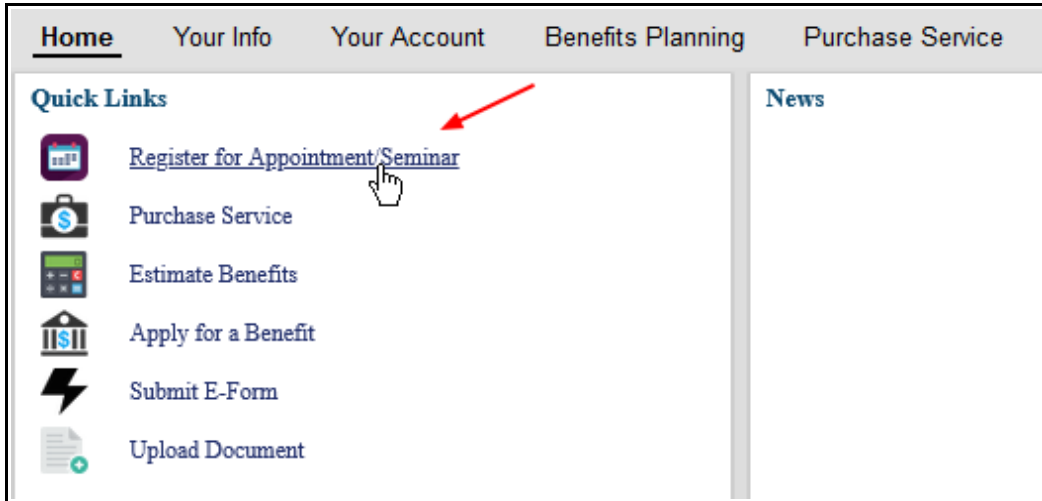 Home Your Info Your Account Benefits Planning Purchase Service
Quick Links
Register for Appointment/Seminar
Purchase Service
Estimate Benefits
Apply for a Benefit
Submit E-Form
Upload Document
News